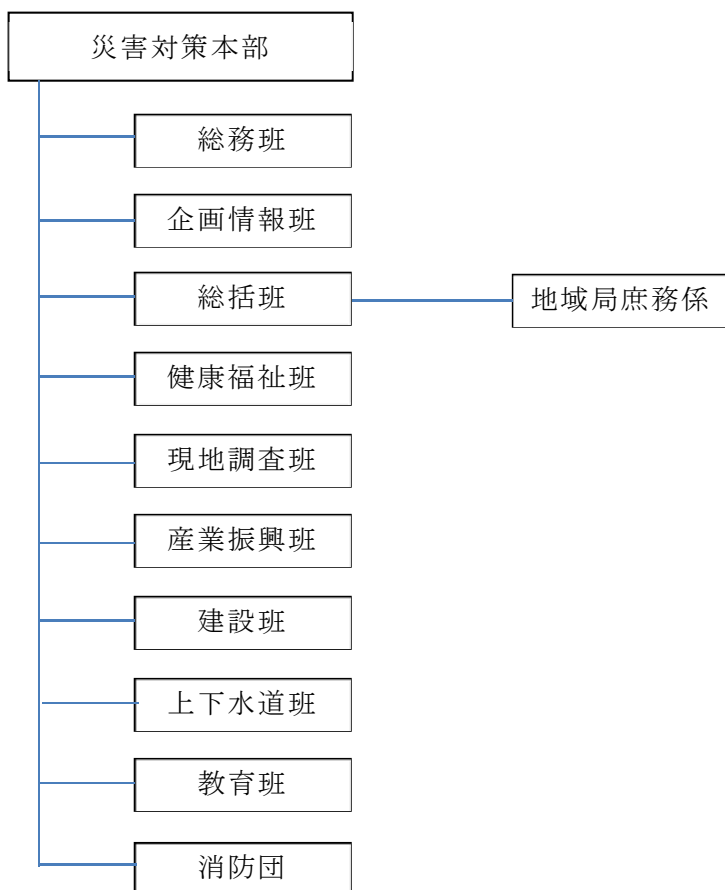 災害対策本部
総務班
企画情報班
総括班
地域局庶務係
健康福祉班
現地調査班
産業振興班
建設班
上下水道班
教育班
消防団